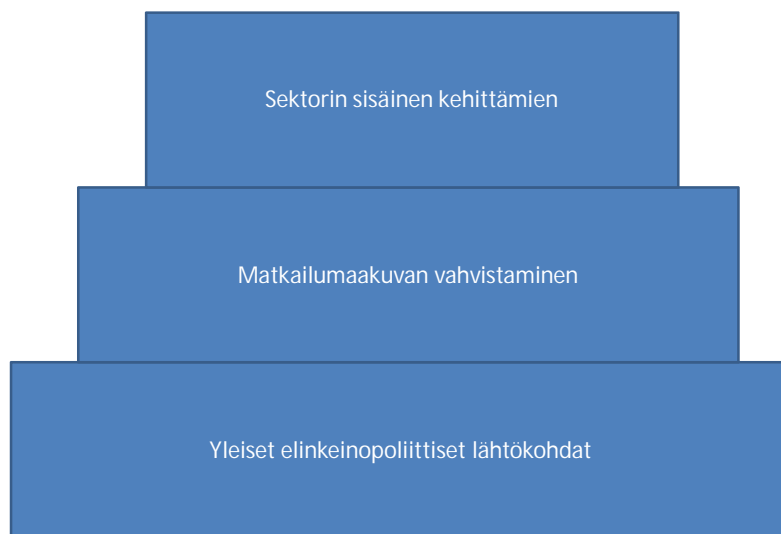 Sektorin sisäinen kehittämien
Matkailumaakuvan vahvistaminen
Yleiset elinkeinopoliittiset lähtökohdat